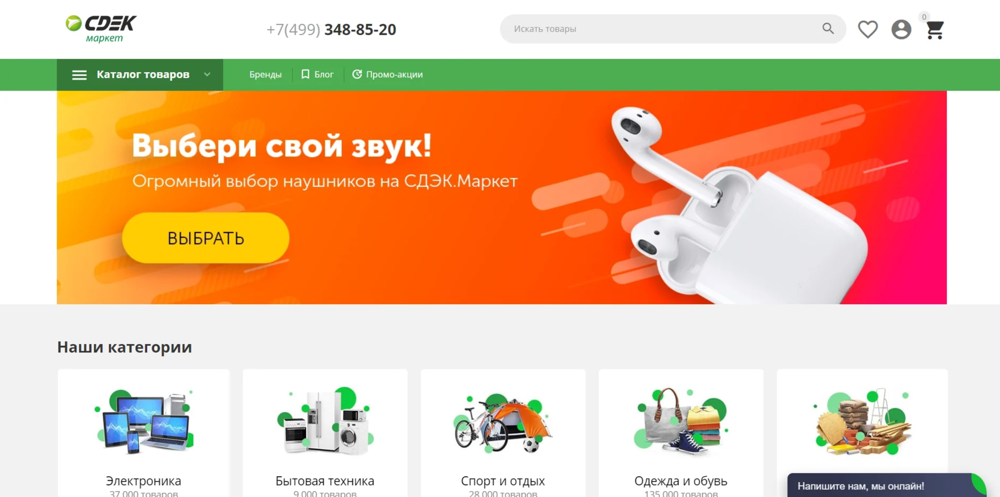 CDEK
маркет
+7(499) 348-85-20
Искать товары
0
Каталог товаров
Бренды
Блог
Промо-акции
Выбери свой звук!
Огромный выбор наушников на СДЭК.Маркет
ВЫБРАТЬ
Наши категории
Электроника
37 000 товаров
Бытовая техника
9 000 товаров
Спорт и отдых
28 000 товаров
Одежда и обувь
135 000 товаров
Напишите нам, мы онлайн!